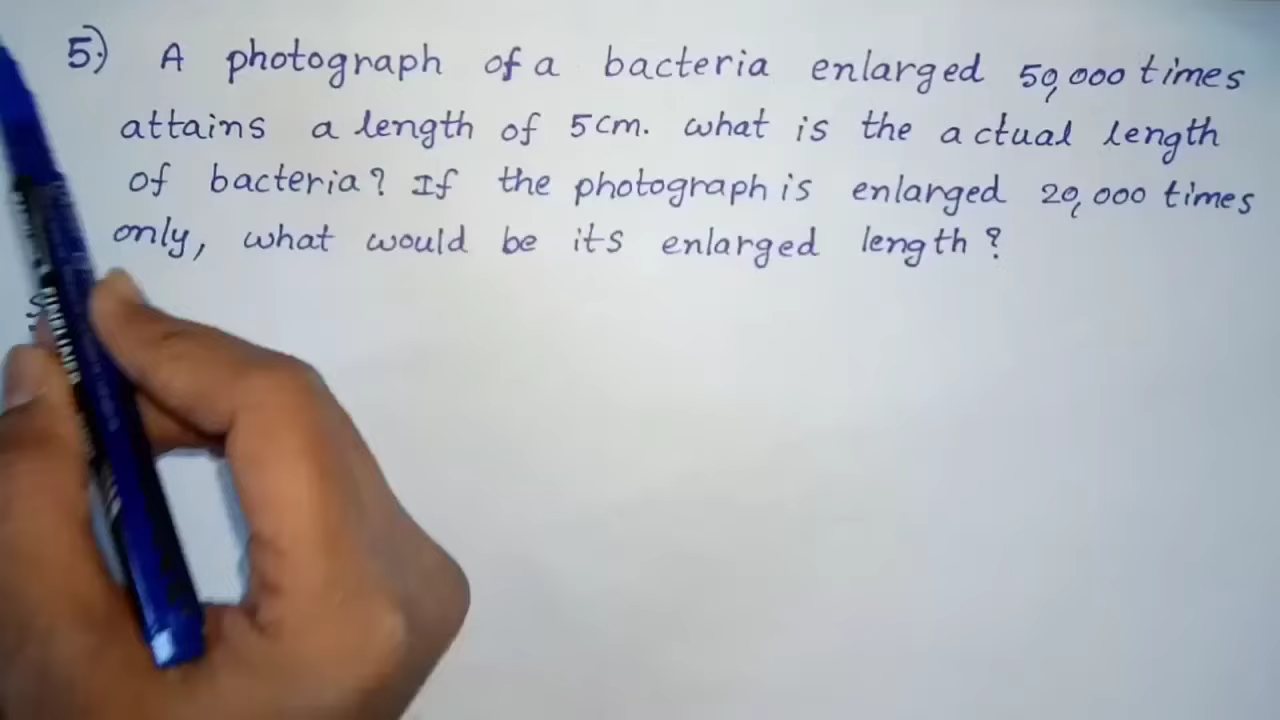 5.) A photograph of a bacteria enlarged 50,000 times
attains a length of 5cm. what is the actual length
of bacteria? If the photograph is enlarged 20,000 times
only, what would be its enlarged length?